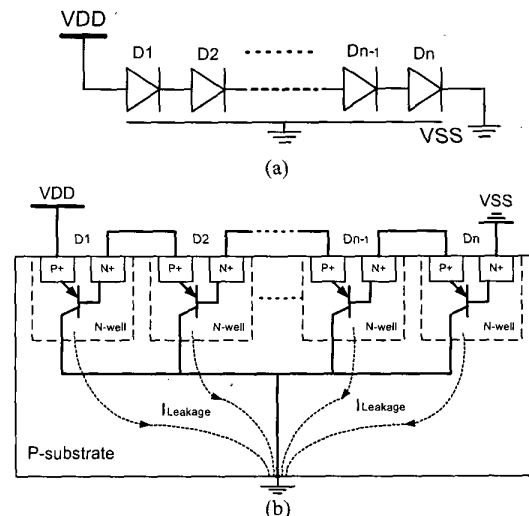 VDD
D1 D2 Dn-1 Dn
VSS
(a)
VDD
VSS
D1 D2 Dn-1 Dn
P+ N+ P+ N+ P+ N+ P+ N+
N-well N-well N-well N-well
ILeakage ILeakage
P-substrate
(b)